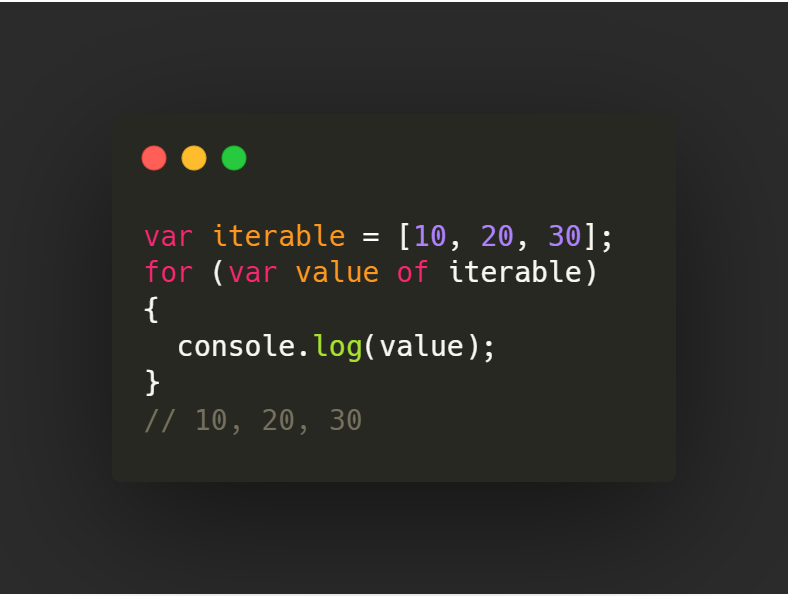 var iterable = [10, 20, 30];
for (var value of iterable)
{
  console.log(value);
}
// 10, 20, 30